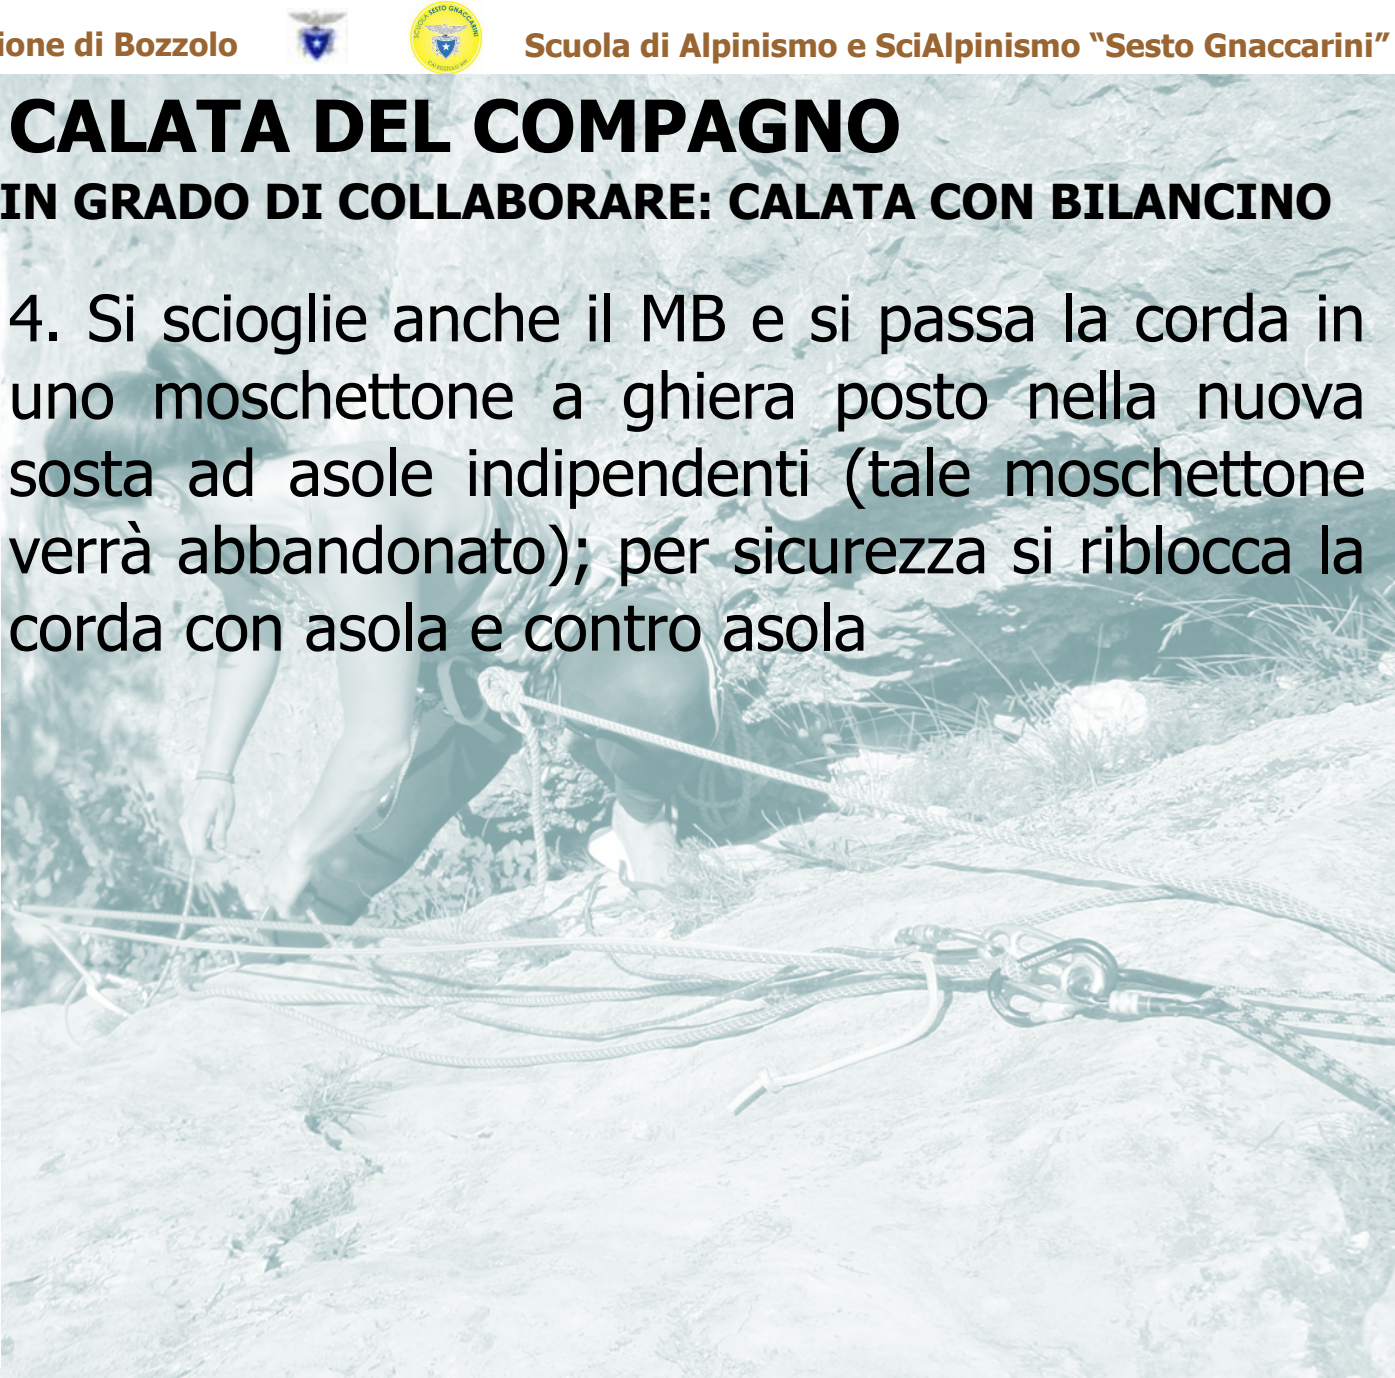 ione di Bozzolo
Scuola di Alpinismo e SciAlpinismo “Sesto Gnaccarini”
CALATA DEL COMPAGNO
IN GRADO DI COLLABORARE: CALATA CON BILANCINO
4. Si scioglie anche il MB e si passa la corda in
uno moschettone a ghiera posto nella nuova
sosta ad asole indipendenti (tale moschettone
verrà abbandonato); per sicurezza si riblocca la
corda con asola e contro asola